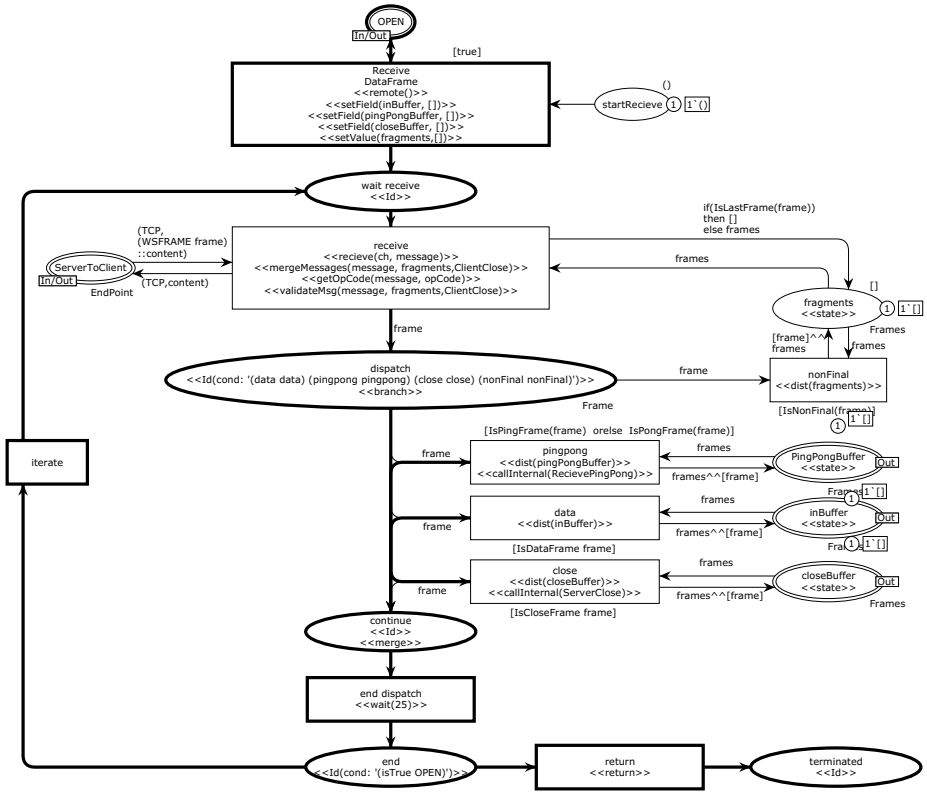 OPEN
In/Out
[true]
Receive
DataFrame
<<remote()>>
<<setField(inBuffer, [])>>
<<setField(pingPongBuffer, [])>>
<<setField(closeBuffer, [])>>
<<setValue(fragments,[])>>
()
startRecieve
1
1`()
wait receive
<<Id>>
(TCP,
(WSFRAME frame)
::content)
ServerToClient
In/Out
EndPoint
(TCP,content)
receive
<<recieve(ch, message)>>
<<mergeMessages(message, fragments,ClientClose)>>
<<getOpCode(message, opCode)>>
<<validateMsg(message, fragments,ClientClose)>>
if(IsLastFrame(frame))
then []
else frames
frames
[]
fragments
<<state>>
1
1`[]
Frames
frame
[frame]^^
frames
frames
dispatch
<<Id(cond: '(data data) (pingpong pingpong) (close close) (nonFinal nonFinal)')>>
<<branch>>
Frame
frame
nonFinal
<<dist(fragments)>>
[IsNonFinal(frame)]
1
1`[]
iterate
[IsPingFrame(frame)  orelse  IsPongFrame(frame)]
frame
pingpong
<<dist(pingPongBuffer)>>
<<callInternal(RecievePingPong)>>
frames
frames^^[frame]
PingPongBuffer
<<state>>
Out
Frames
1
1`[]
frame
data
<<dist(inBuffer)>>
[IsDataFrame frame]
frames
frames^^[frame]
inBuffer
<<state>>
Out
Frames
1
1`[]
frame
close
<<dist(closeBuffer)>>
<<callInternal(ServerClose)>>
[IsCloseFrame frame]
frames
frames^^[frame]
closeBuffer
<<state>>
Out
Frames
continue
<<Id>>
<<merge>>
end dispatch
<<wait(25)>>
end
<<Id(cond: '(isTrue OPEN)')>>
return
<<return>>
terminated
<<Id>>